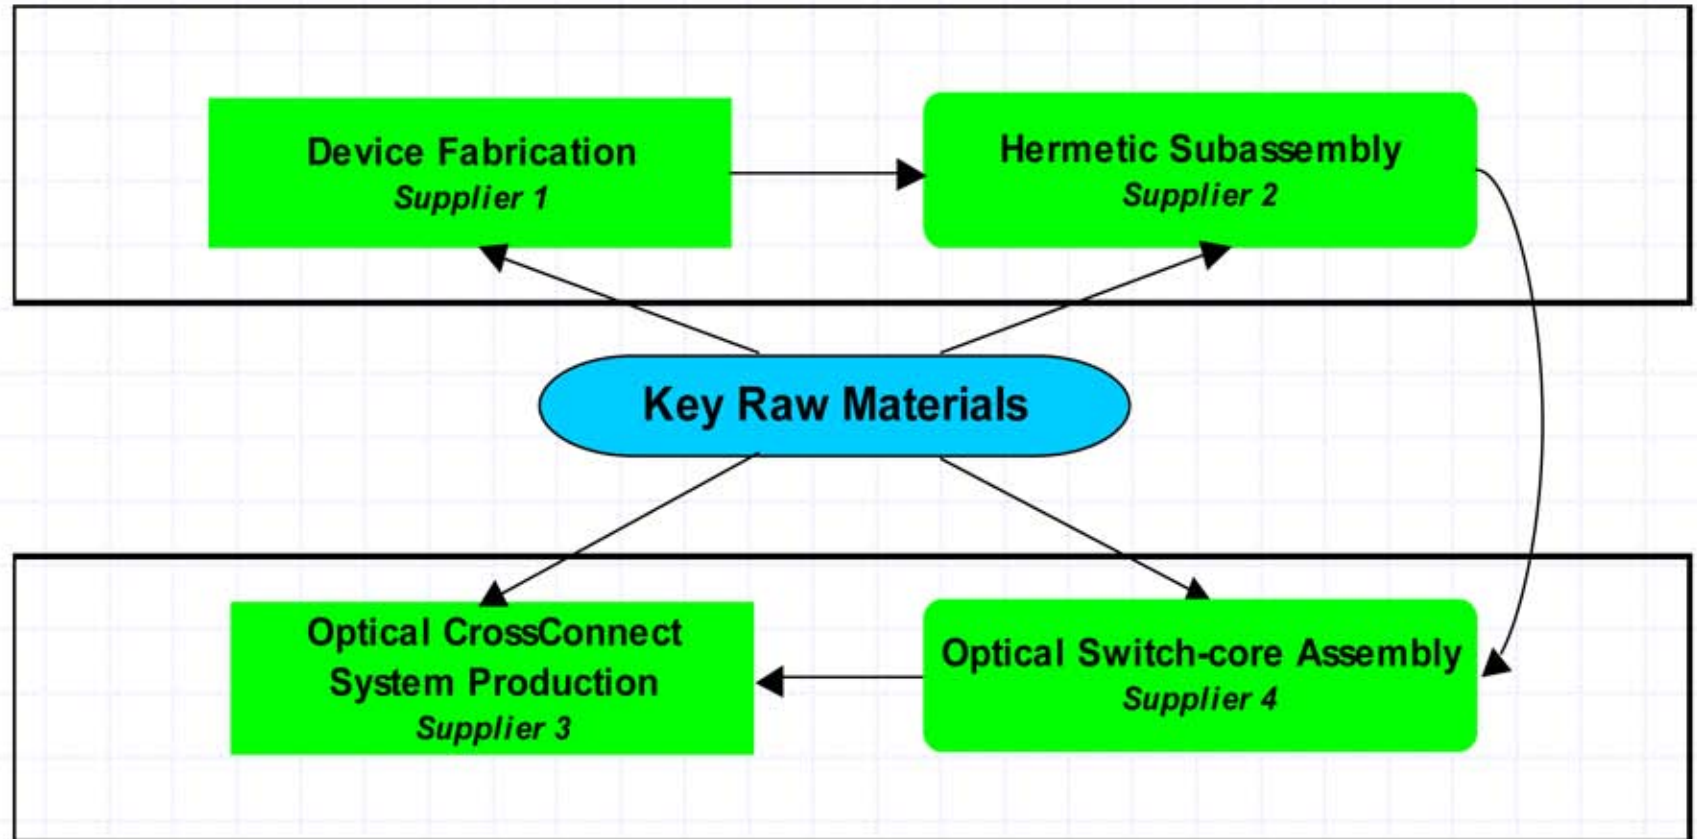 Device Fabrication
Supplier 1
Hermetic Subassembly
Supplier 2
Key Raw Materials
Optical CrossConnect
System Production
Supplier 3
Optical Switch-core Assembly
Supplier 4